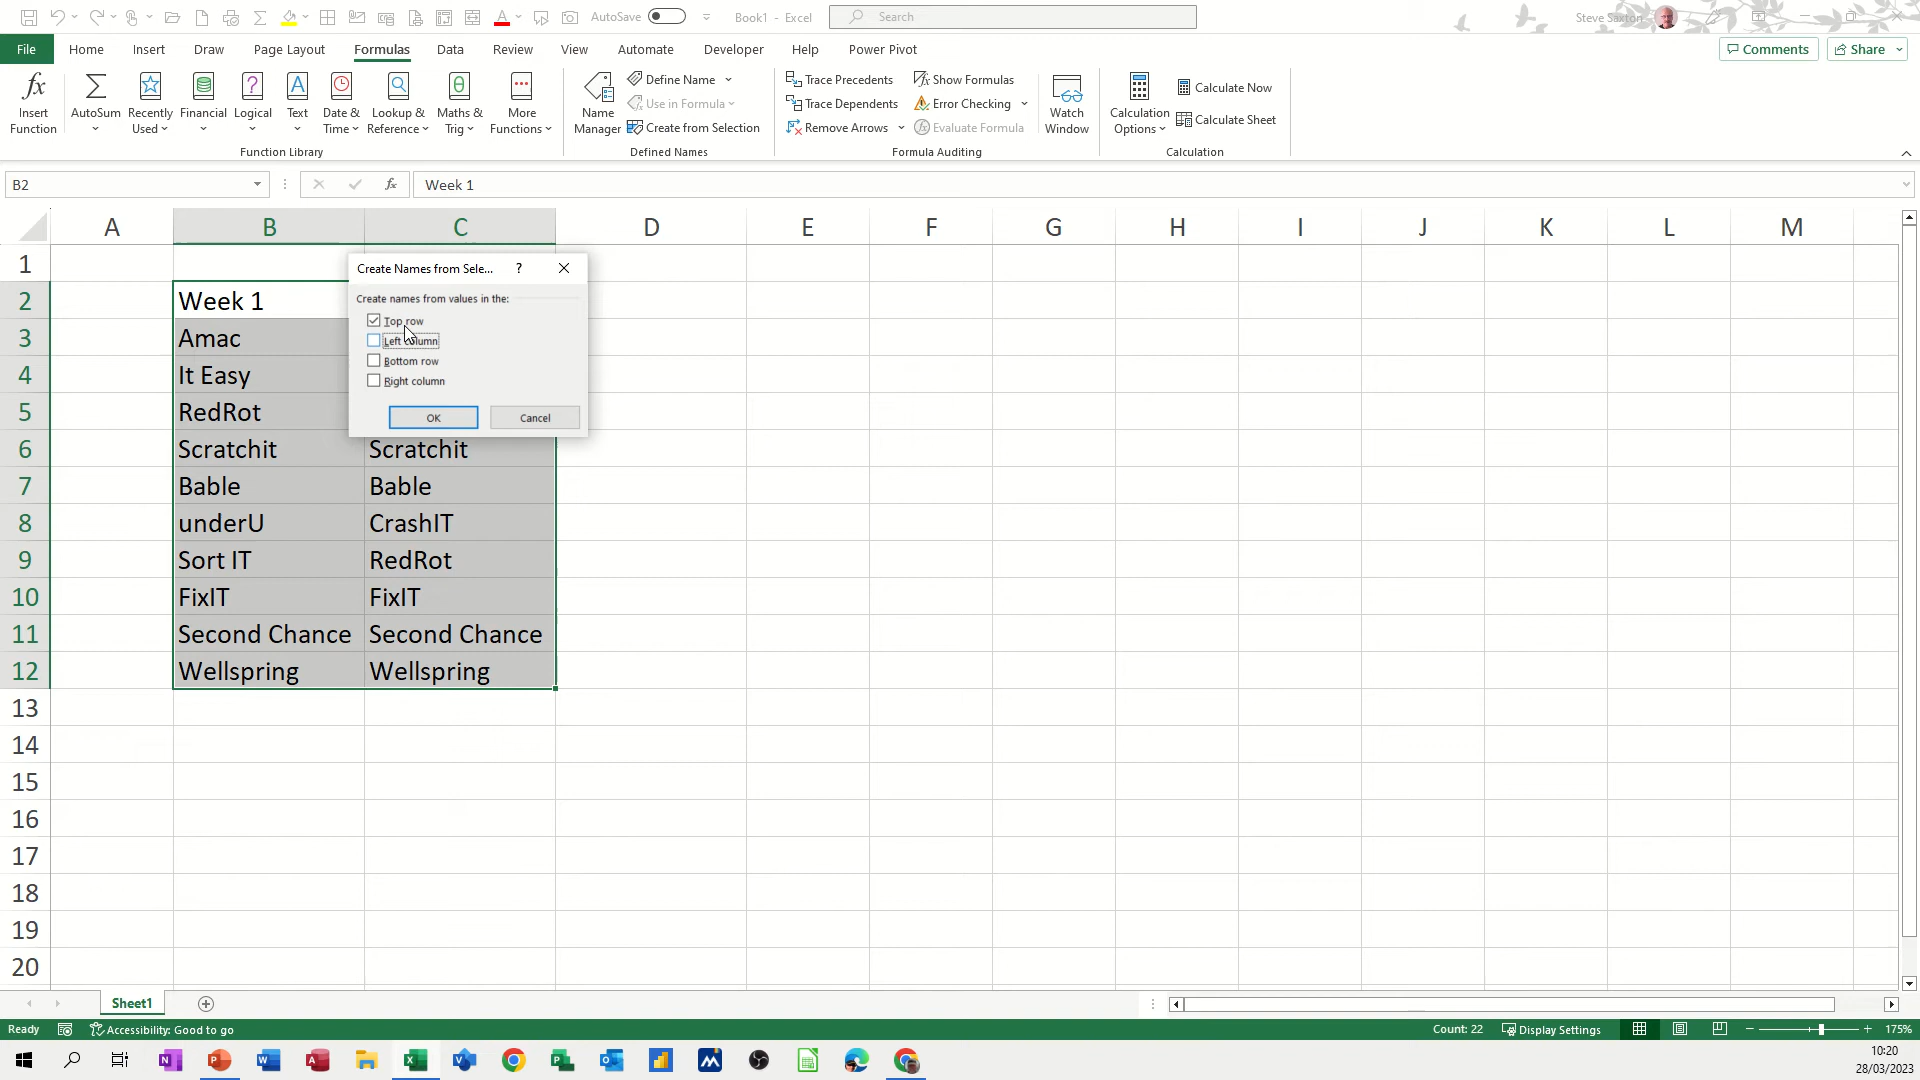 AutoSave
Book1 - Excel
Search
Steve Saxton
File Home Insert Draw Page Layout Formulas Data Review View Automate Developer Help Power Pivot
Comments Share
Insert Function
AutoSum
Recently Used
Financial
Logical
Text
Date & Time
Lookup & Reference
Maths & Trig
More Functions
Function Library
Name Manager
Define Name
Use in Formula
Create from Selection
Defined Names
Trace Precedents
Trace Dependents
Remove Arrows
Show Formulas
Error Checking
Evaluate Formula
Formula Auditing
Watch Window
Calculation Options
Calculate Now
Calculate Sheet
Calculation
B2
fx
Week 1
A B C D E F G H I J K L M
1
2 Week 1
3 Amac
4 It Easy
5 RedRot
6 Scratchit Scratchit
7 Bable Bable
8 underU CrashIT
9 Sort IT RedRot
10 FixIT FixIT
11 Second Chance Second Chance
12 Wellspring Wellspring
13
14
15
16
17
18
19
20
Create Names from Sele... ?
Create names from values in the:
Top row
Left column
Bottom row
Right column
OK Cancel
Sheet1
Ready
Accessibility: Good to go
Count: 22
Display Settings
175%
10:20
28/03/2023